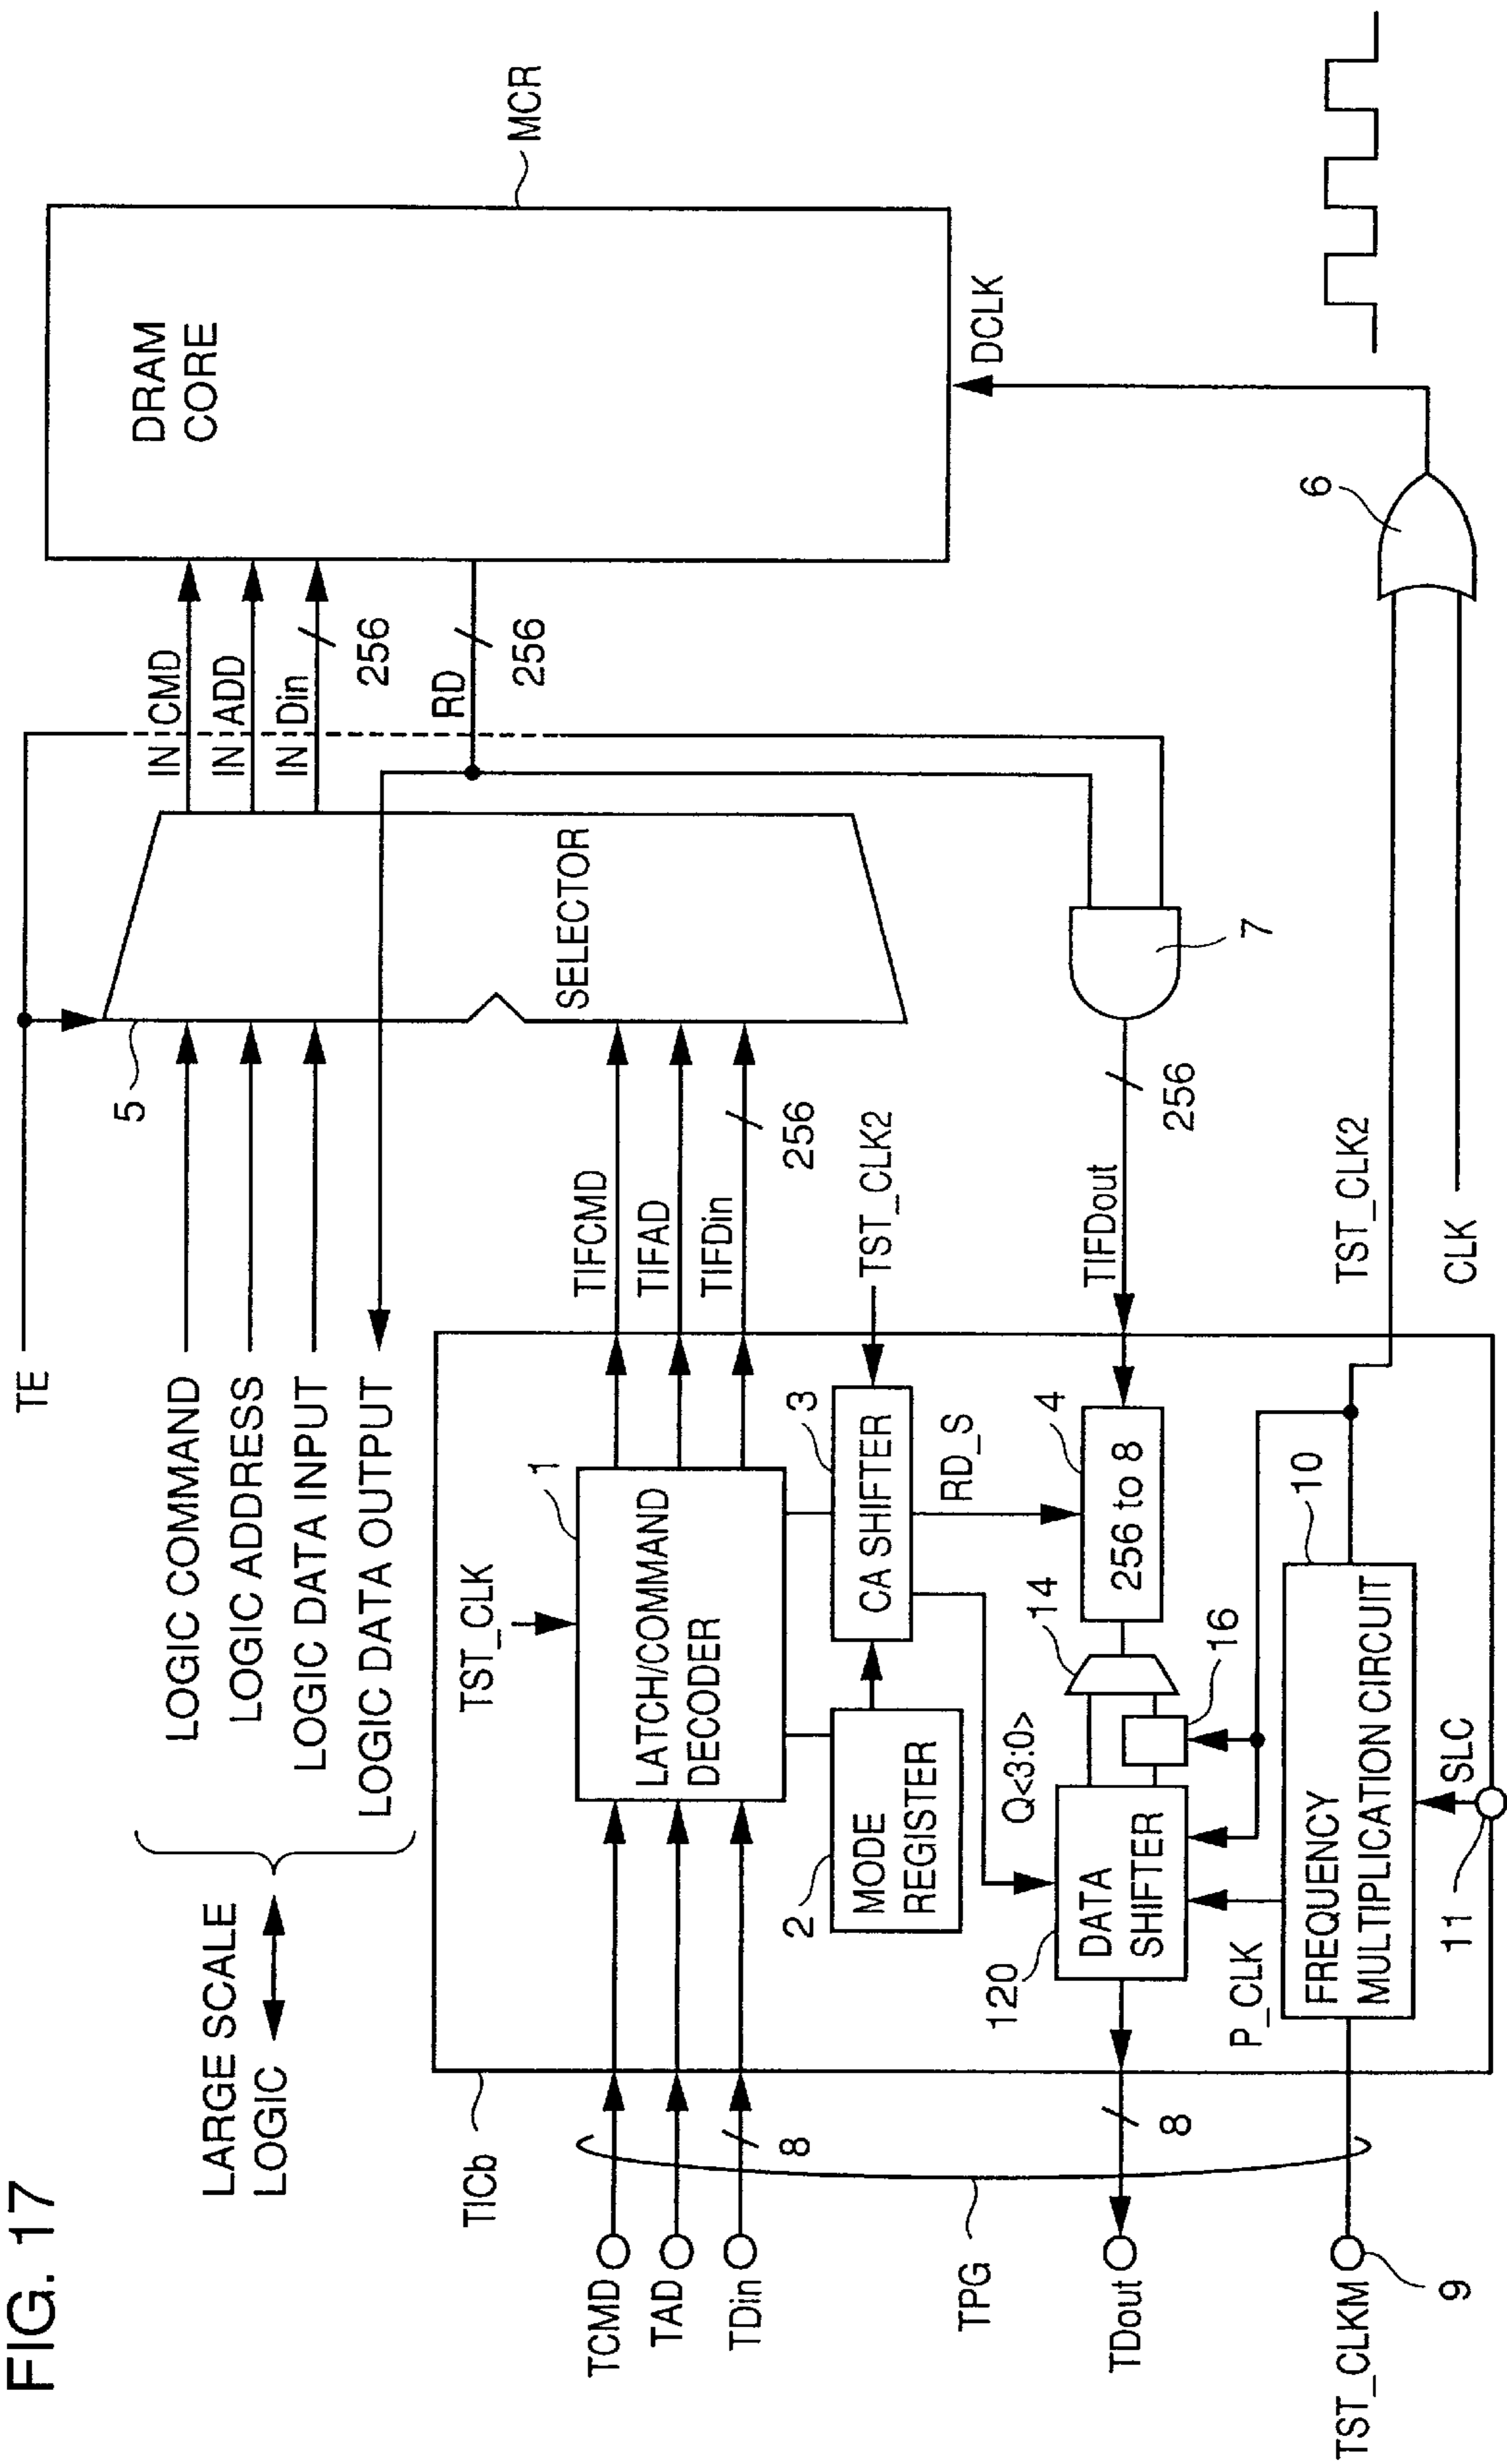 FIG. 17
LARGE SCALE
LOGIC
TE
LOGIC COMMAND
LOGIC ADDRESS
LOGIC DATA INPUT
LOGIC DATA OUTPUT
5
SELECTOR
IN CMD
IN ADD
IN Din
256
RD
256
DRAM
CORE
MCR
DCLK
TICb
TCMD
TAD
TDin
8
TST_CLK
1
LATCH/COMMAND
DECODER
TIFCMD
TIFAD
TIFDin
256
2
MODE
REGISTER
3
CA SHIFTER
TST_CLK2
RD_S
Q<3:0>
4
256 to 8
14
16
120
DATA
SHIFTER
TIFDout
256
7
TPG
TDout
8
P_CLK
10
FREQUENCY
MULTIPLICATION CIRCUIT
SLC
11
TST_CLKM
9
TST_CLK2
CLK
6